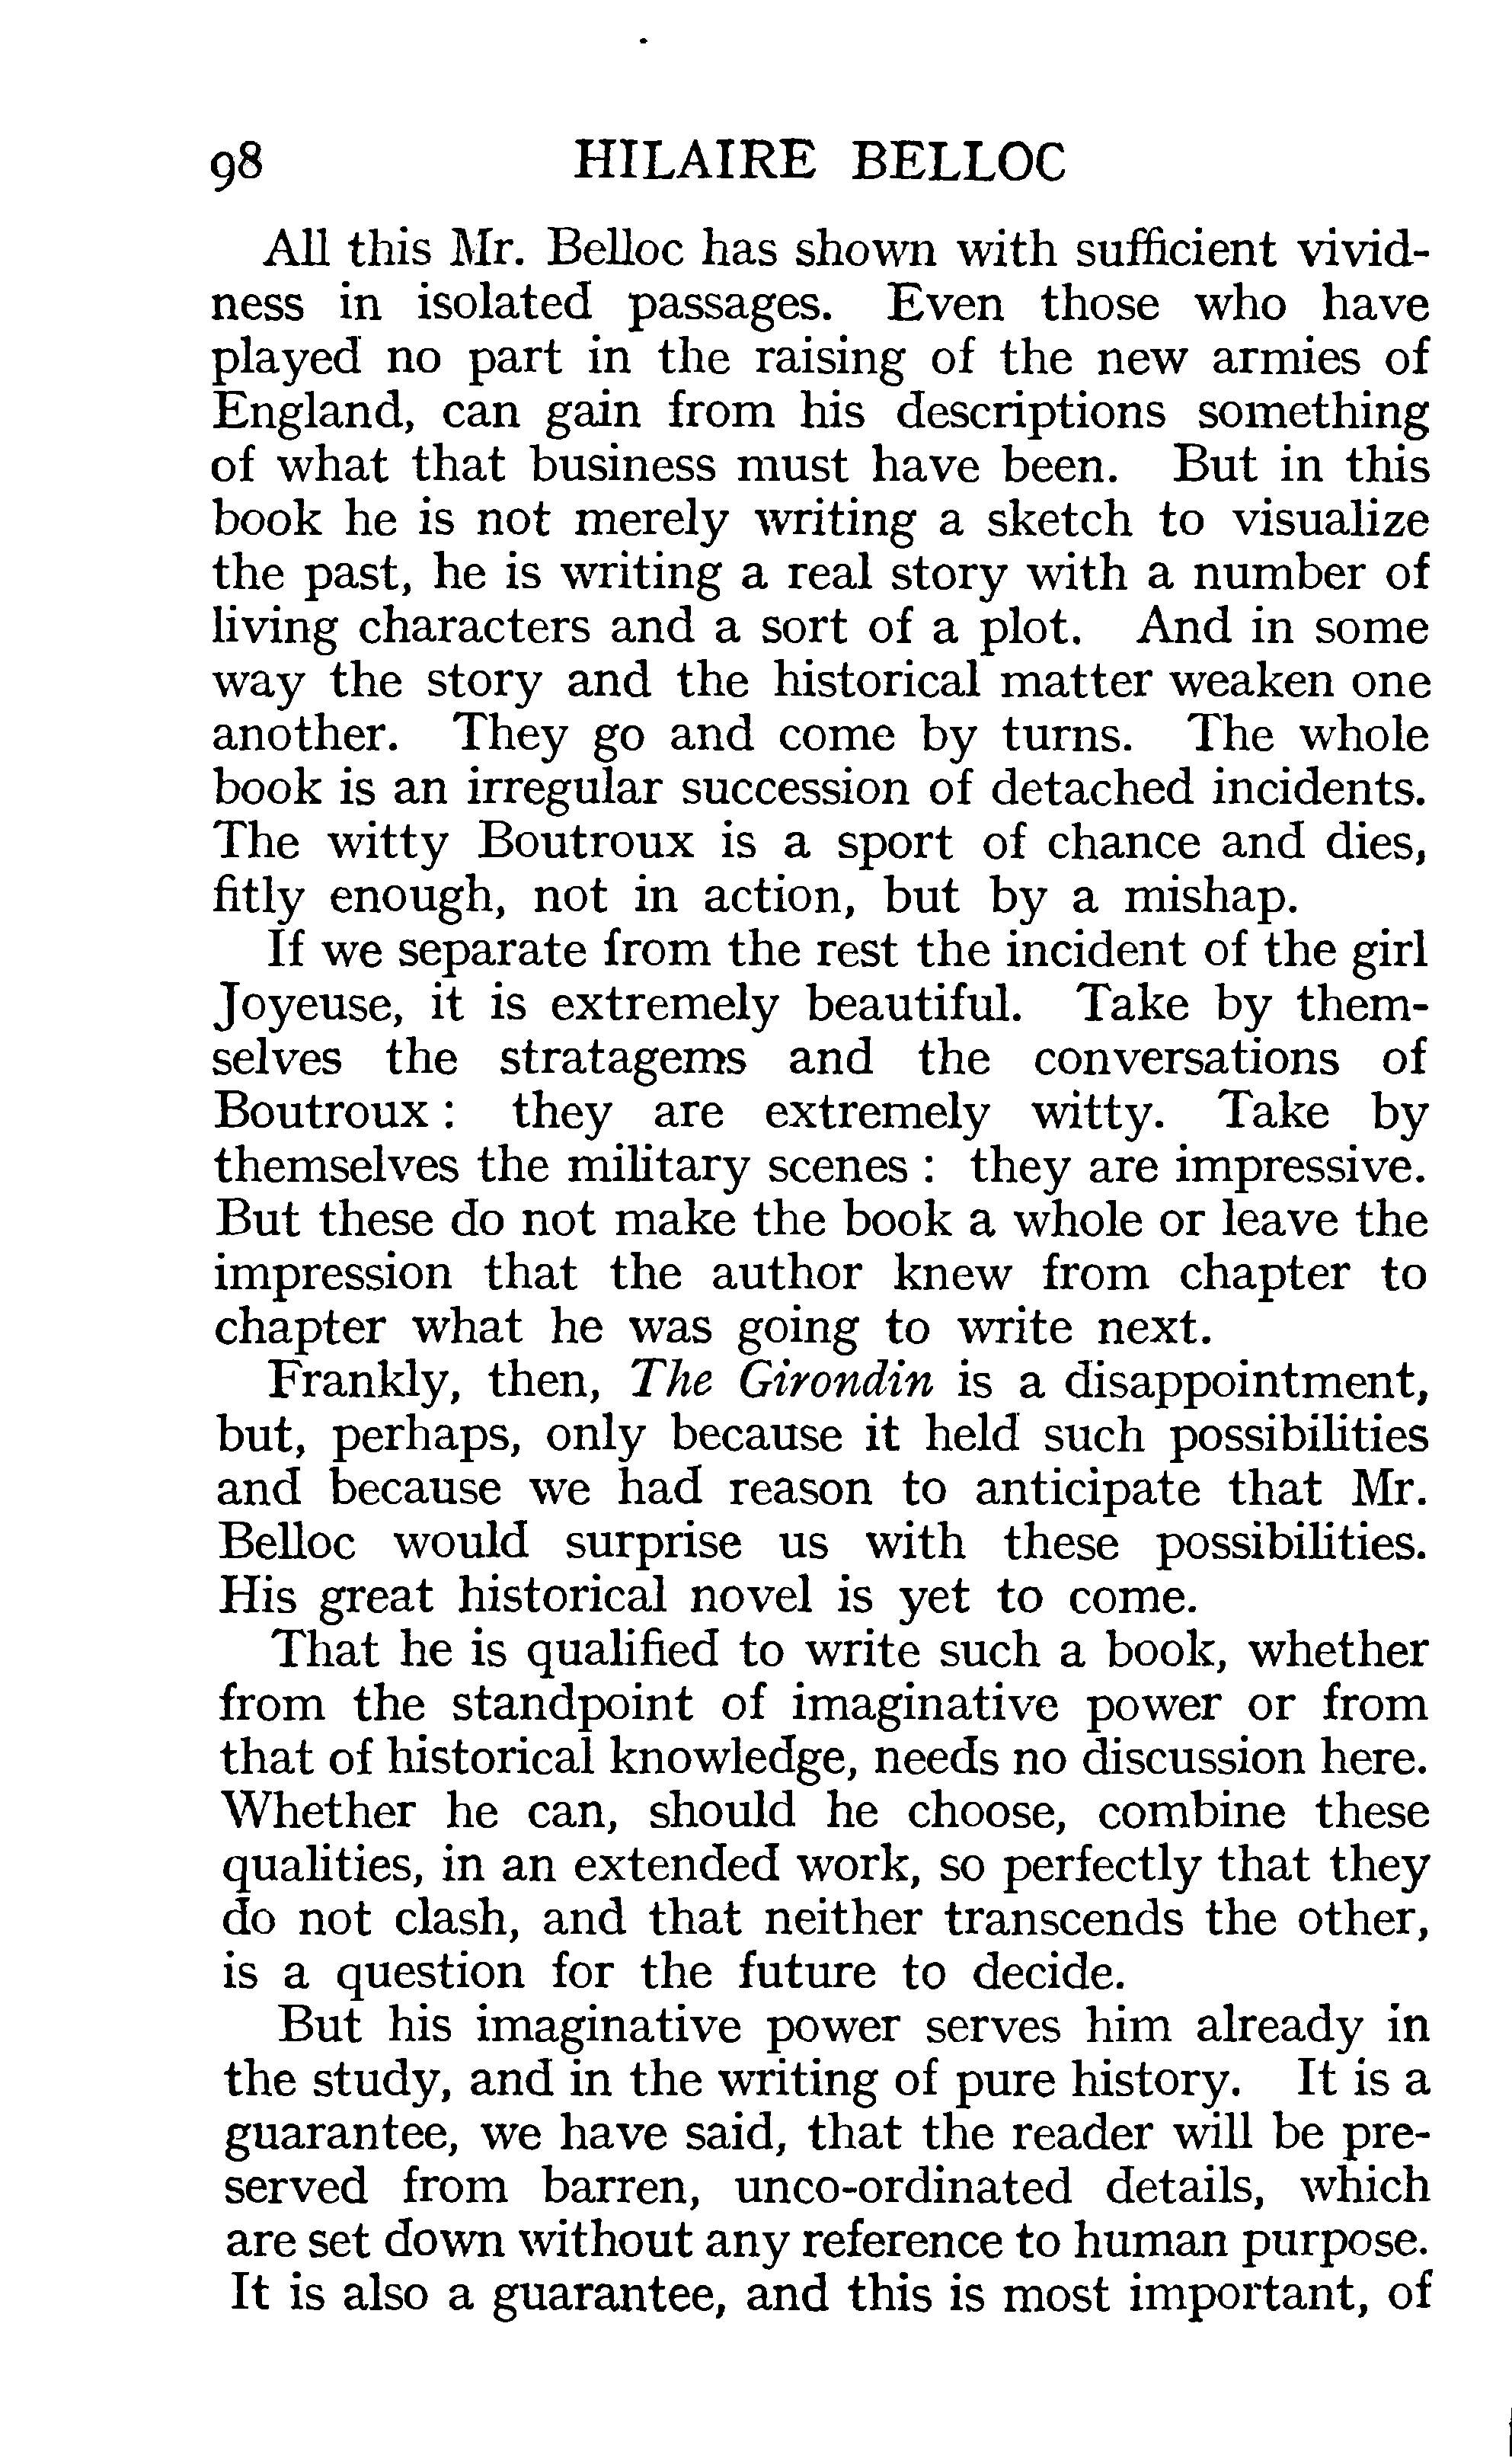 98 HILAIRE BELLOC
All this Mr. Belloc has shown with sufficient vivid-
ness in isolated passages. Even those who have
played no part in the raising of the new armies of
England, can gain from his descriptions something
of what that business must have been. But in this
book he is not merely writing a sketch to visualize
the past, he is writing a real story with a number of
living characters and a sort of a plot. And in some
way the story and the historical matter weaken one
another. They go and come by turns. The whole
book is an irregular succession of detached incidents.
The witty Boutroux is a sport of chance and dies,
fitly enough, not in action, but by a mishap.
If we separate from the rest the incident of the girl
Joyeuse, it is extremely beautiful. Take by them-
selves the stratagems and the conversations of
Boutroux : they are extremely witty. Take by
themselves the military scenes : they are impressive.
But these do not make the book a whole or leave the
impression that the author knew from chapter to
chapter what he was going to write next.
Frankly, then, The Girondin is a disappointment,
but, perhaps, only because it held such possibilities
and because we had reason to anticipate that Mr.
Belloc would surprise us with these possibilities.
His great historical novel is yet to come.
That he is qualified to write such a book, whether
from the standpoint of imaginative power or from
that of historical knowledge, needs no discussion here.
Whether he can, should he choose, combine these
qualities, in an extended work, so perfectly that they
do not clash, and that neither transcends the other,
is a question for the future to decide.
But his imaginative power serves him already in
the study, and in the writing of pure history. It is a
guarantee, we have said, that the reader will be pre-
served from barren, unco-ordinated details, which
are set down without any reference to human purpose.
It is also a guarantee, and this is most important, of